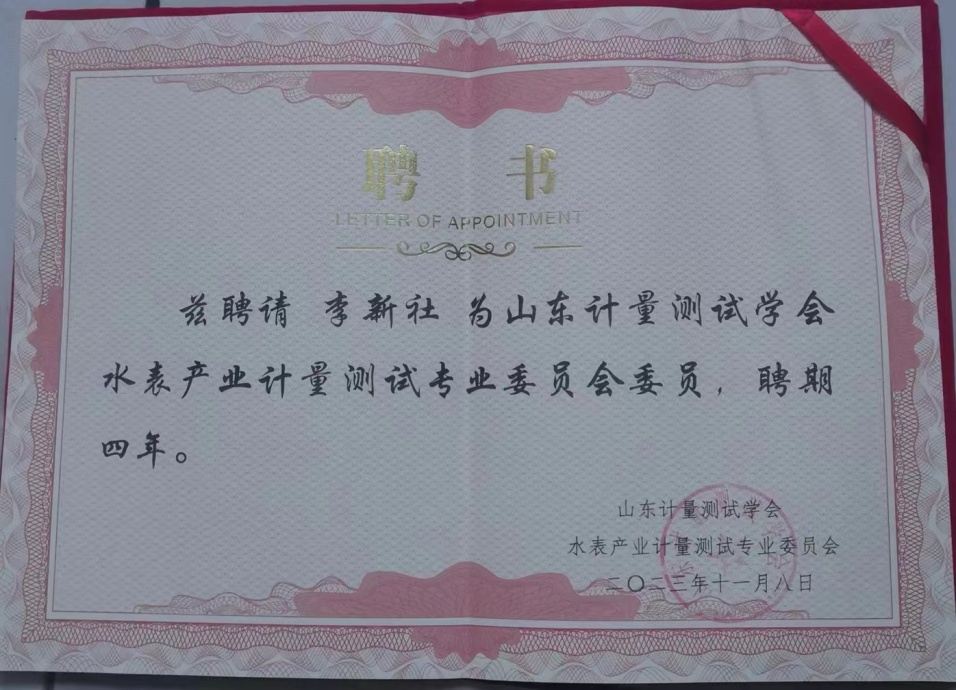 聘 书
LETTER OF APPOINTMENT
兹聘请 李新社 为山东计量测试学会
水表产业计量测试专业委员会委员，聘期
四年。
山东计量测试学会
水表产业计量测试专业委员会
二〇二三年十一月八日